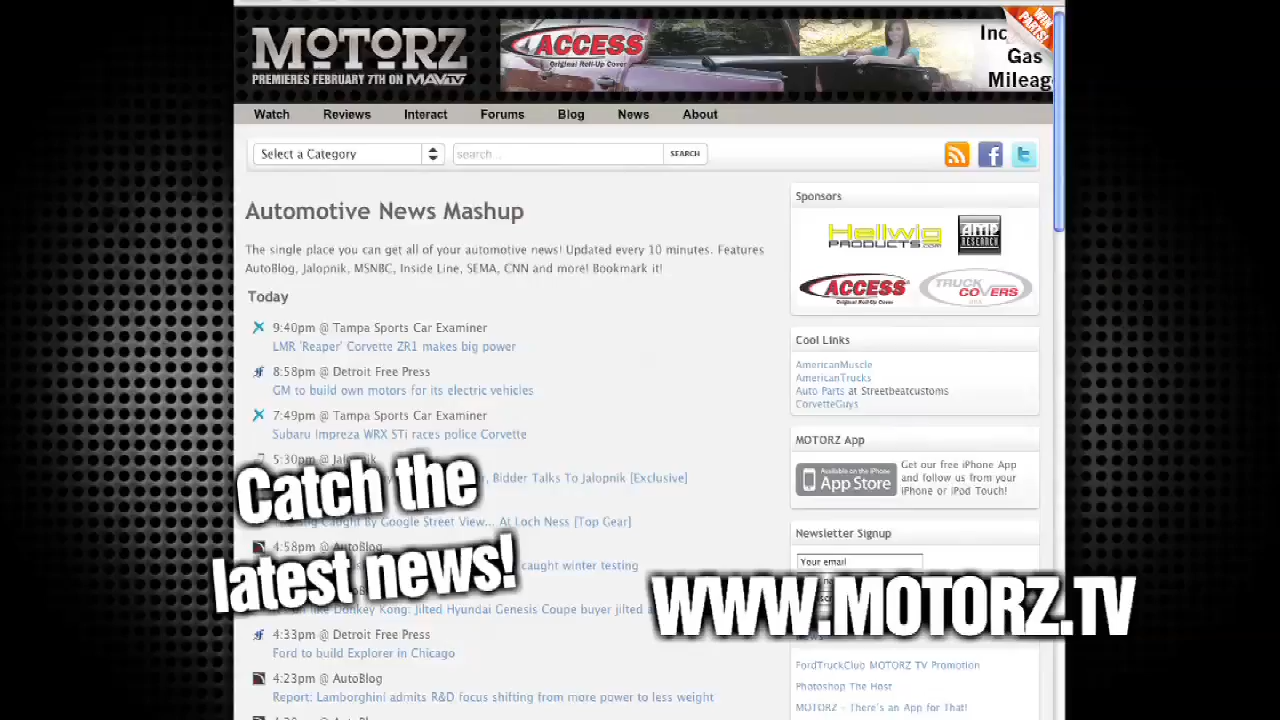 MOTORZ
PREMIERES FEBRUARY 7TH ON MAVTV
ACCESS
Original Roll-Up Cover
Gas
Mileage
WIN
PARTS!
Watch Reviews Interact Forums Blog News About
Select a Category
search...
SEARCH
Automotive News Mashup
The single place you can get all of your automotive news! Updated every 10 minutes. Features
AutoBlog, Jalopnik, MSNBC, Inside Line, SEMA, CNN and more! Bookmark it!
Today
9:40pm @ Tampa Sports Car Examiner
LMR 'Reaper' Corvette ZR1 makes big power
8:58pm @ Detroit Free Press
GM to build own motors for its electric vehicles
7:49pm @ Tampa Sports Car Examiner
Subaru Impreza WRX STi races police Corvette
5:30pm @ Jalopnik
Bidder Talks To Jalopnik [Exclusive]
Caught By Google Street View... At Loch Ness [Top Gear]
4:58pm @ AutoBlog
caught winter testing
like Donkey Kong: Jilted Hyundai Genesis Coupe buyer jilted
4:33pm @ Detroit Free Press
Ford to build Explorer in Chicago
4:23pm @ AutoBlog
Report: Lamborghini admits R&D focus shifting from more power to less weight
Catch the
latest news!
Sponsors
Hellwig
PRODUCTS.COM
AMP
RESEARCH
ACCESS
Original Roll-Up Cover
TRUCK
COVERS
USA
Cool Links
AmericanMuscle
AmericanTrucks
Auto Parts at Streetbeatcustoms
CorvetteGuys
MOTORZ App
Available on the iPhone
App Store
Get our free iPhone App
and follow us from your
iPhone or iPod Touch!
Newsletter Signup
Your email
WWW.MOTORZ.TV
FordTruckClub MOTORZ TV Promotion
Photoshop The Host
MOTORZ - There's an App for That!